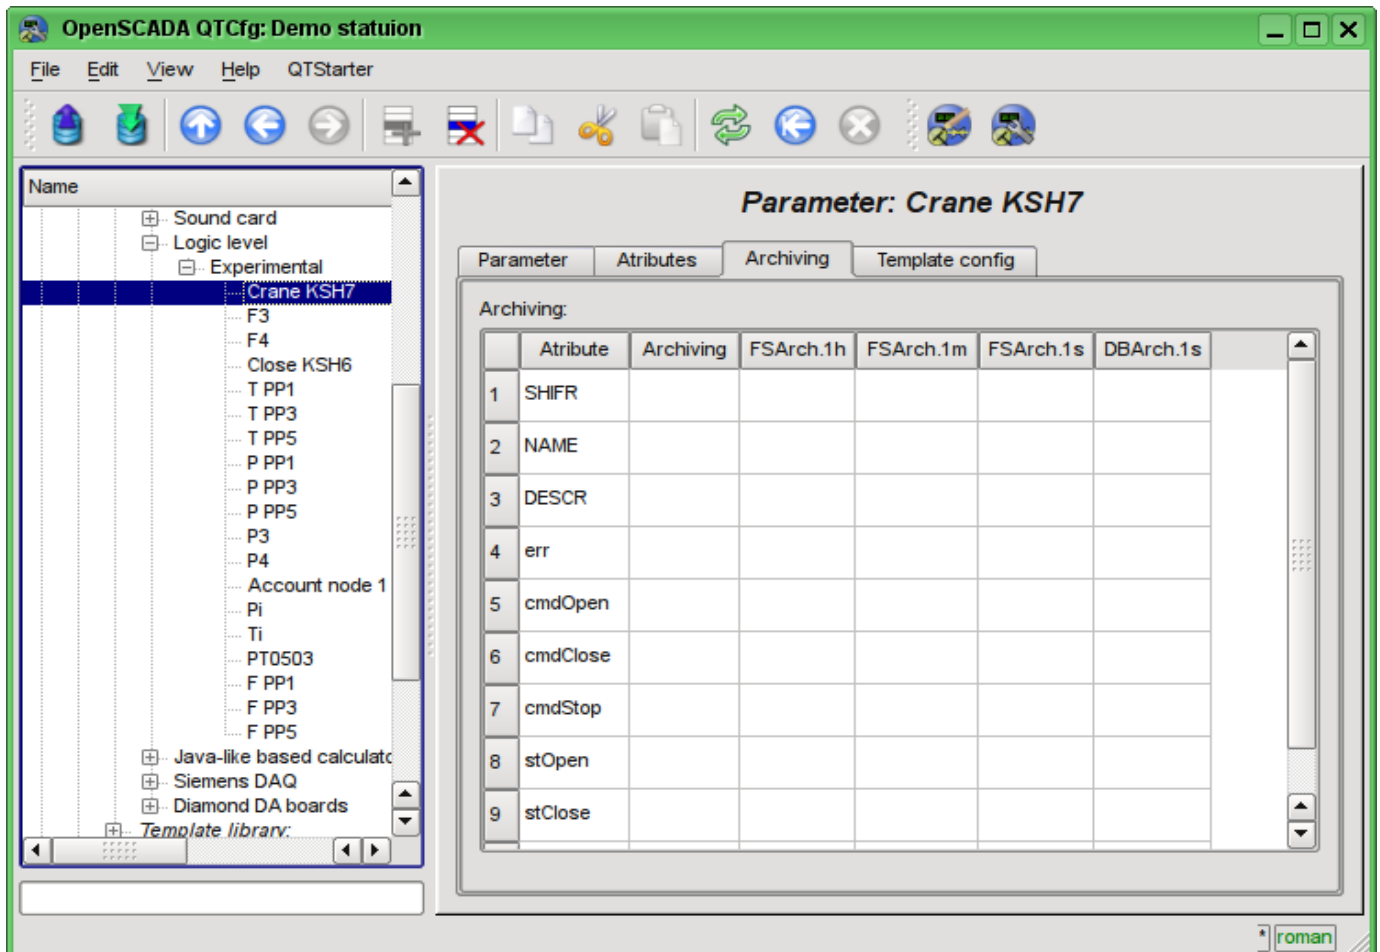 OpenSCADA QTCfg: Demo statuion
File Edit View Help QTStarter
Name
Sound card
Logic level
Experimental
Crane KSH7
F3
F4
Close KSH6
T PP1
T PP3
T PP5
P PP1
P PP3
P PP5
P3
P4
Account node 1
Pi
Ti
PT0503
F PP1
F PP3
F PP5
Java-like based calculatc
Siemens DAQ
Diamond DA boards
Template library:
Parameter: Crane KSH7
Parameter Atributes Archiving Template config
Archiving:
Atribute Archiving FSArch.1h FSArch.1m FSArch.1s DBArch.1s
1 SHIFR
2 NAME
3 DESCR
4 err
5 cmdOpen
6 cmdClose
7 cmdStop
8 stOpen
9 stClose
* roman